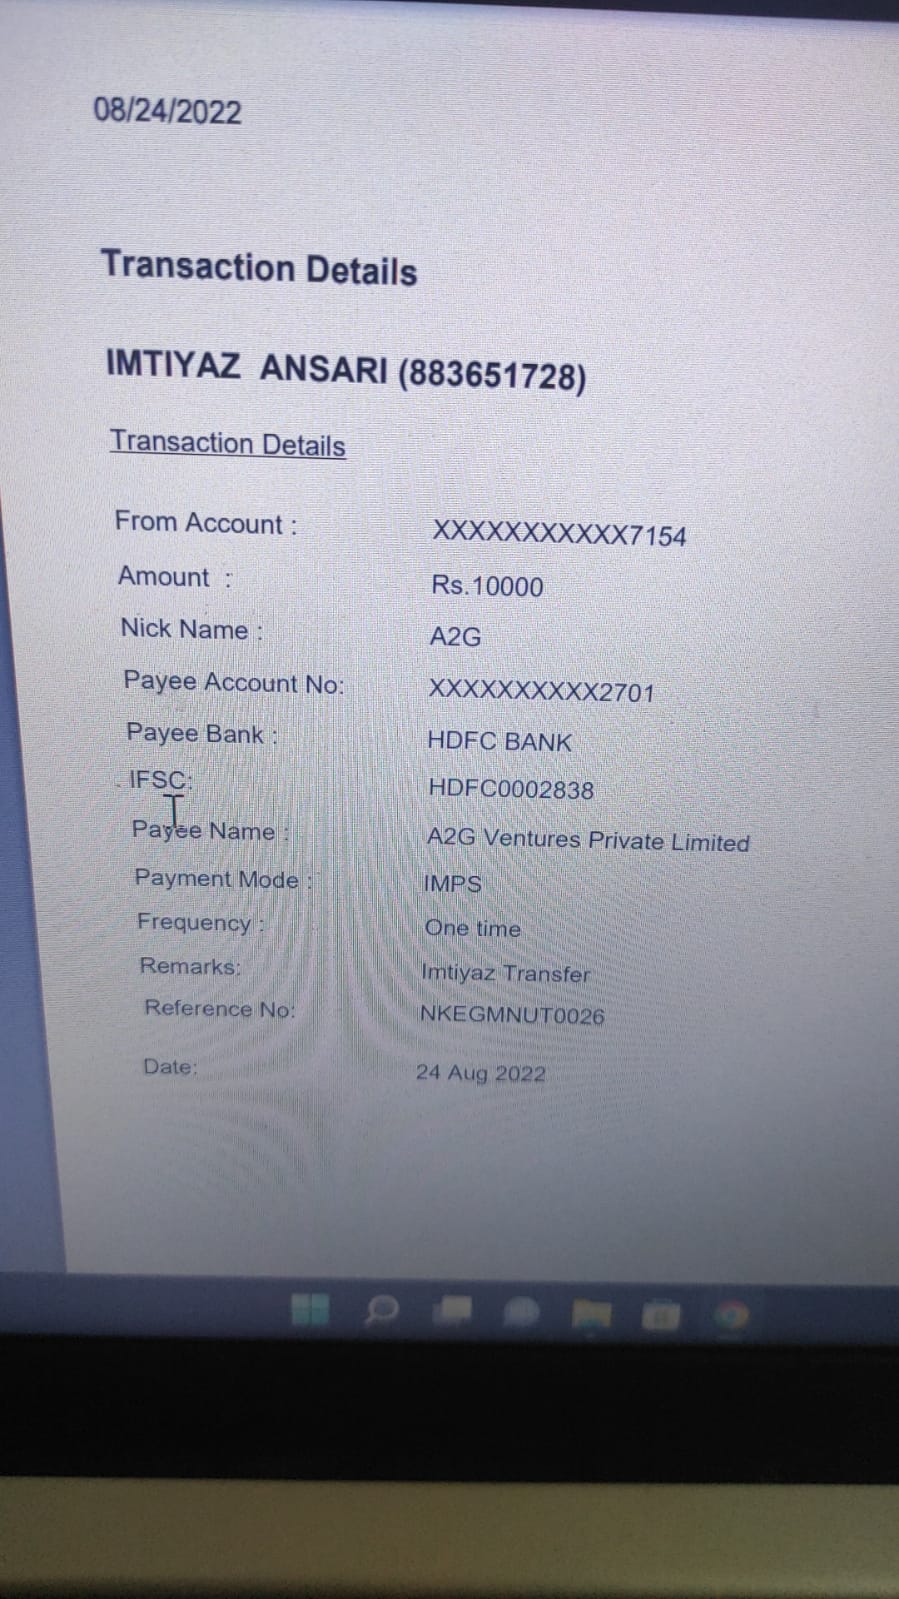 08/24/2022
Transaction Details
IMTIYAZ ANSARI (883651728)
Transaction Details
From Account : XXXXXXXXXXX7154
Amount : Rs.10000
Nick Name : A2G
Payee Account No: XXXXXXXXXX2701
Payee Bank : HDFC BANK
IFSC: HDFC0002838
Payee Name : A2G Ventures Private Limited
Payment Mode : IMPS
Frequency : One time
Remarks: Imtiyaz Transfer
Reference No: NKEGMNUT0026
Date: 24 Aug 2022